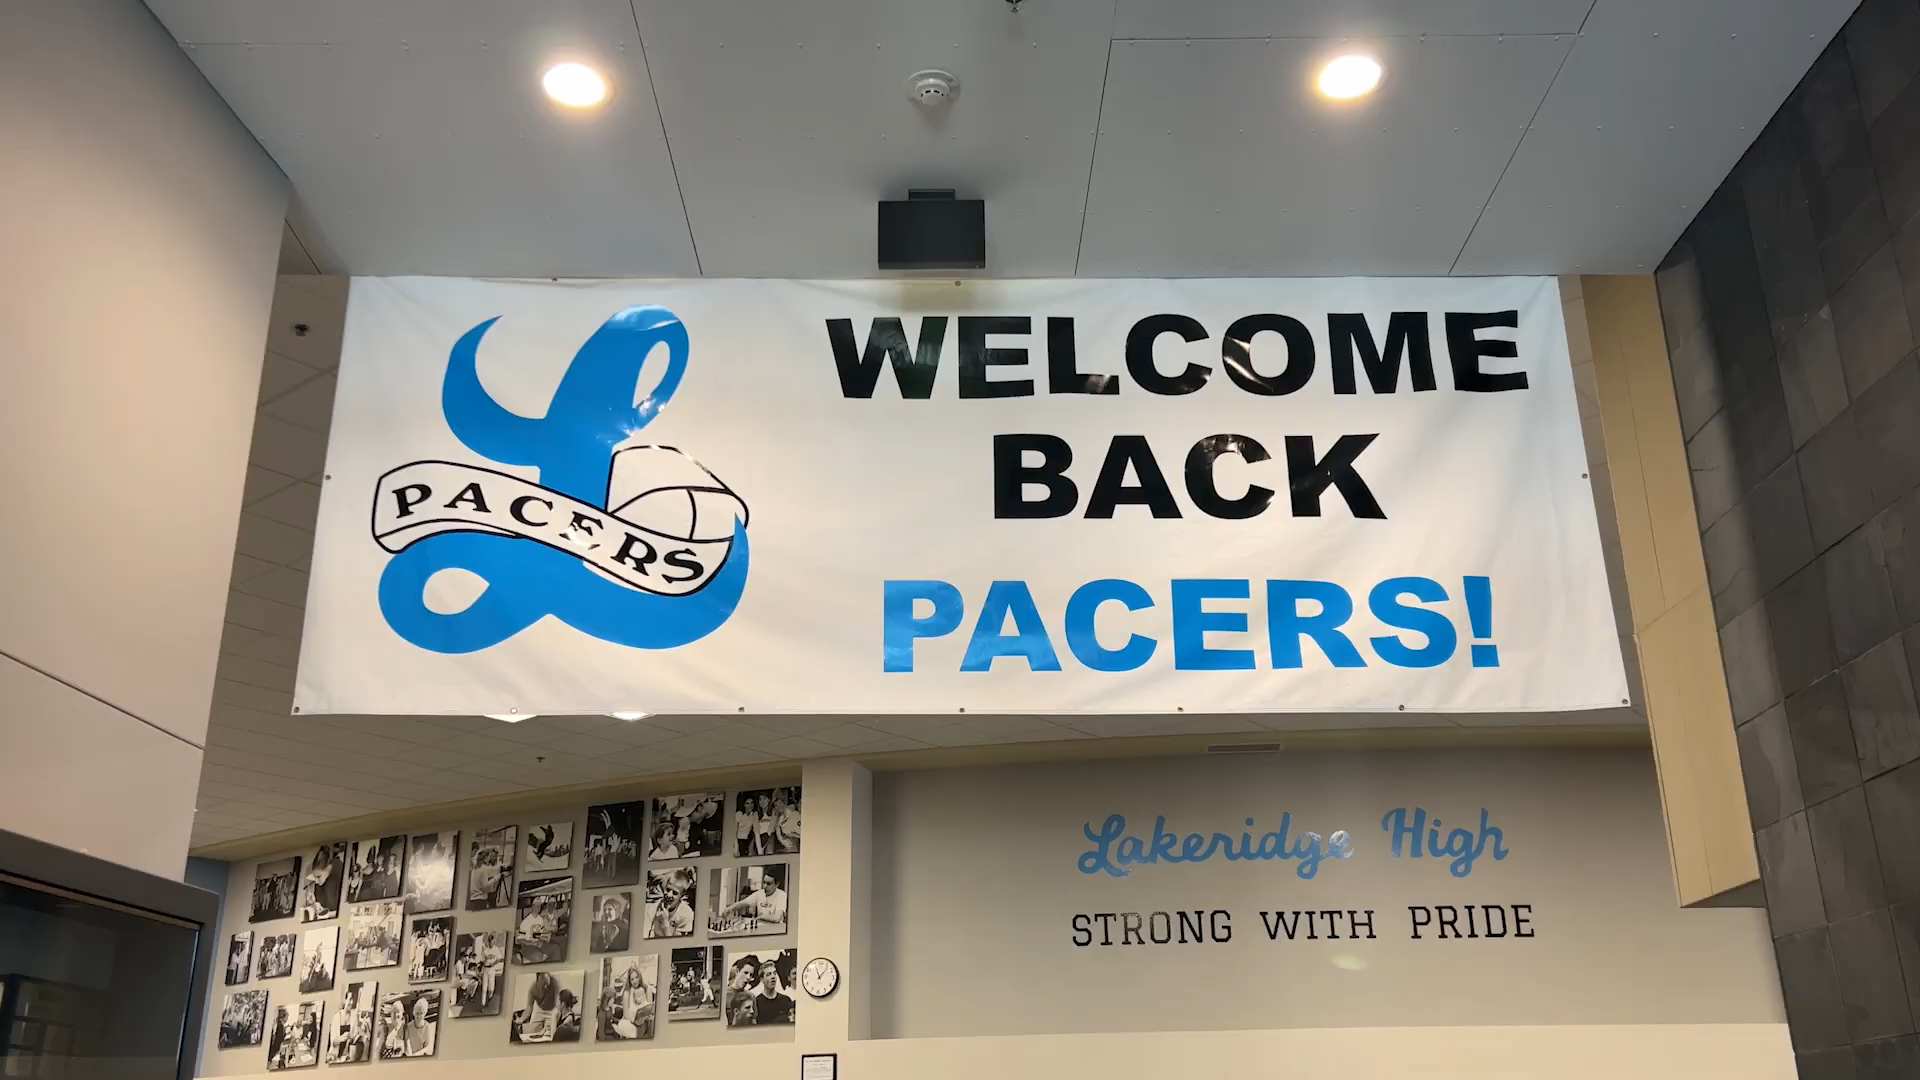 PACERS
WELCOME
BACK
PACERS!
Lakeridge High
STRONG WITH PRIDE